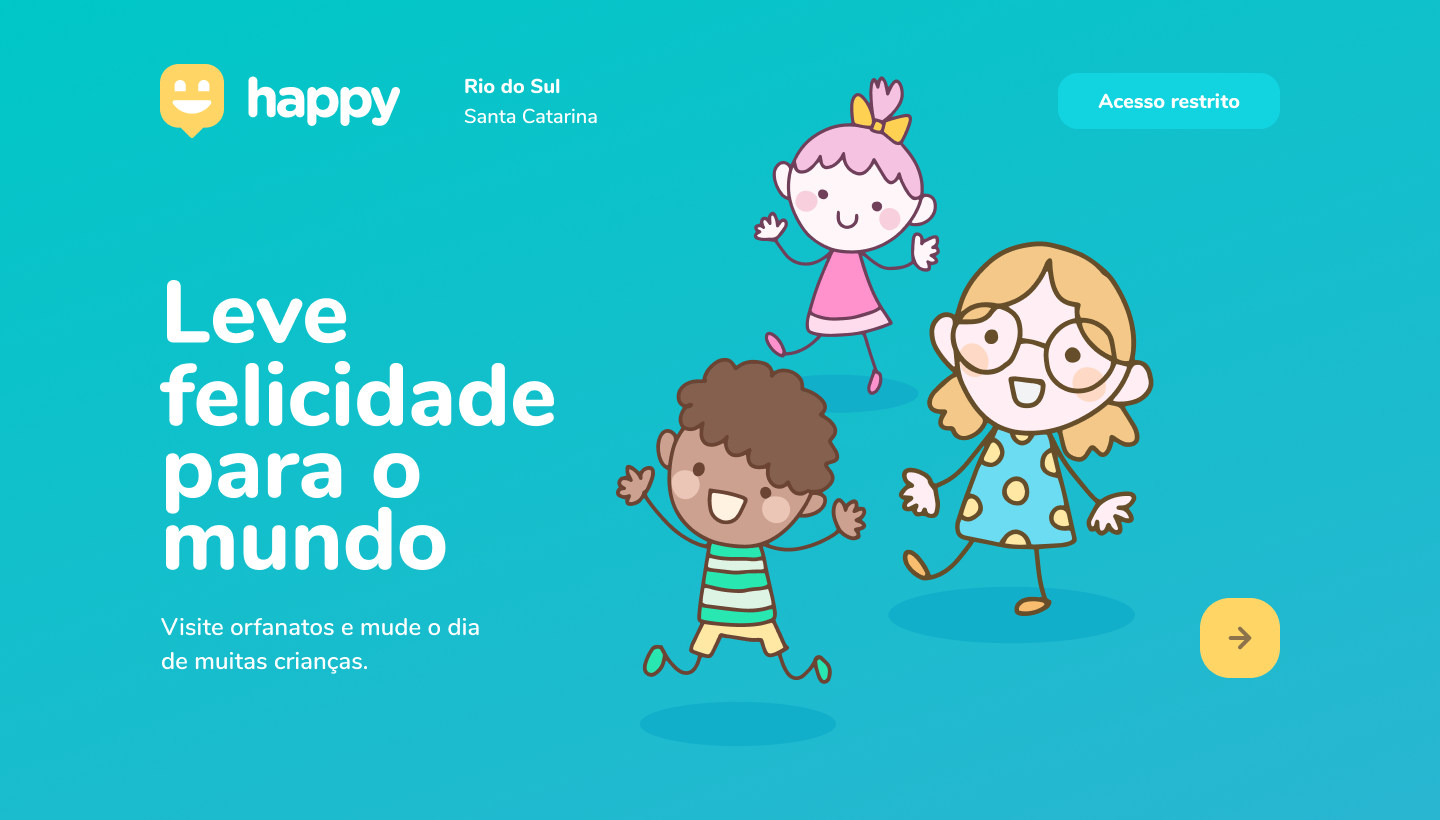 happy
Rio do Sul
Santa Catarina
Acesso restrito
Leve
felicidade
para o
mundo
Visite orfanatos e mude o dia
de muitas crianças.